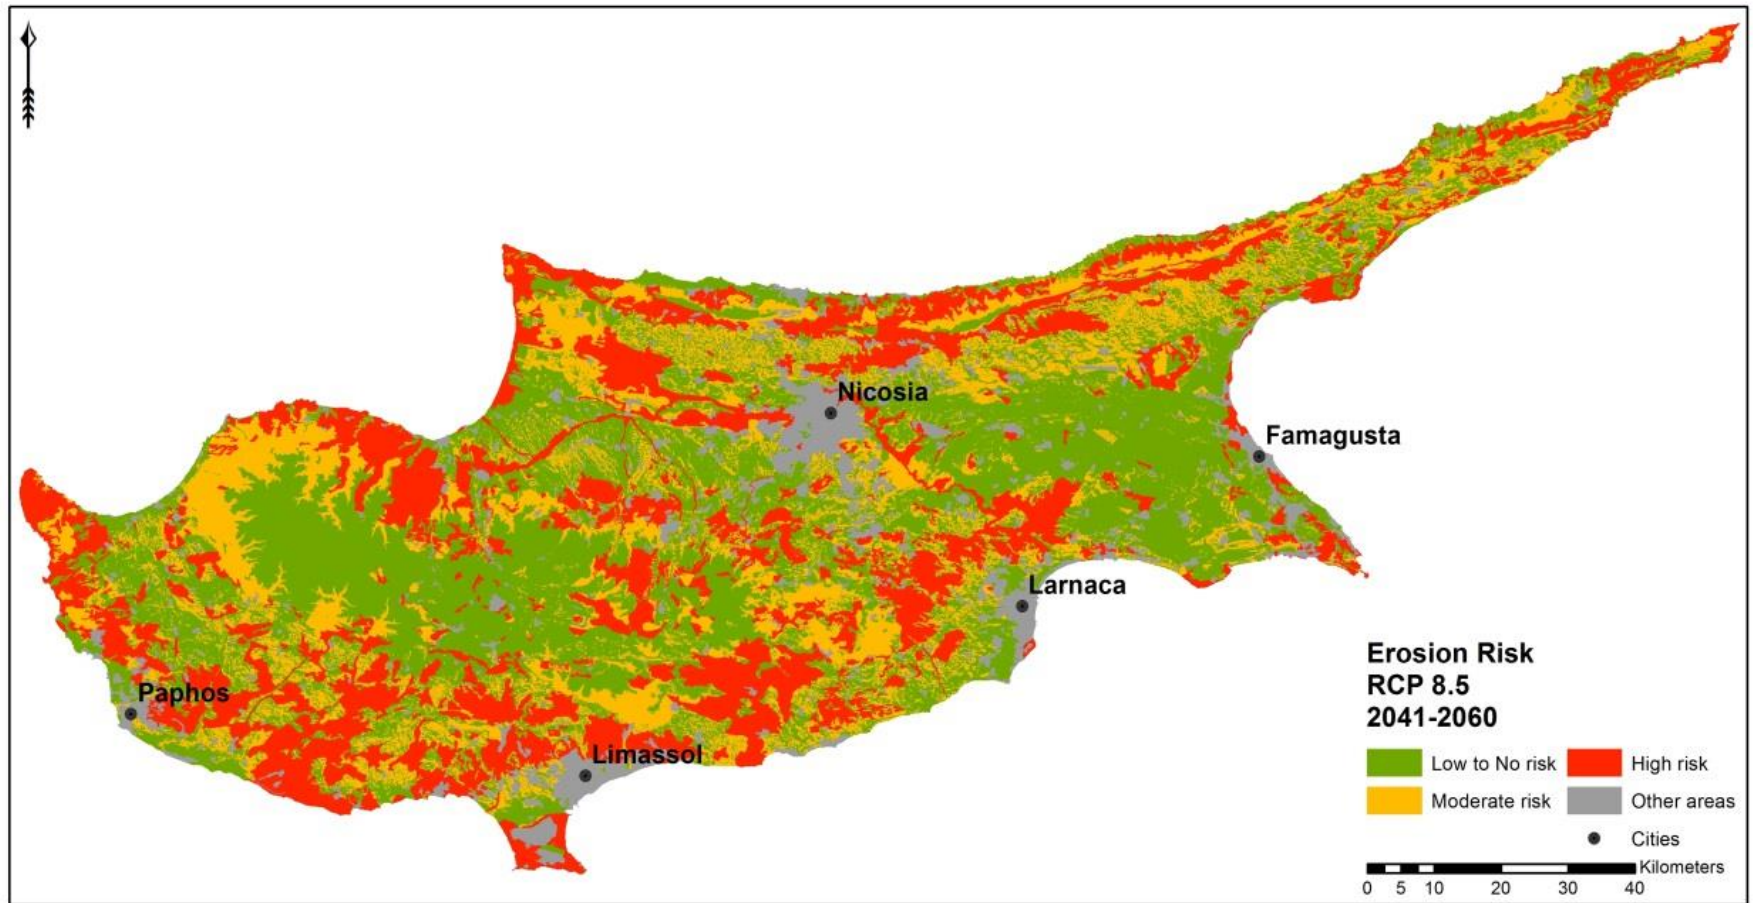 Nicosia
Famagusta
Larnaca
Paphos
Limassol
Erosion Risk
RCP 8.5
2041-2060
Low to No risk
High risk
Moderate risk
Other areas
Cities
Kilometers
0 5 10 20 30 40